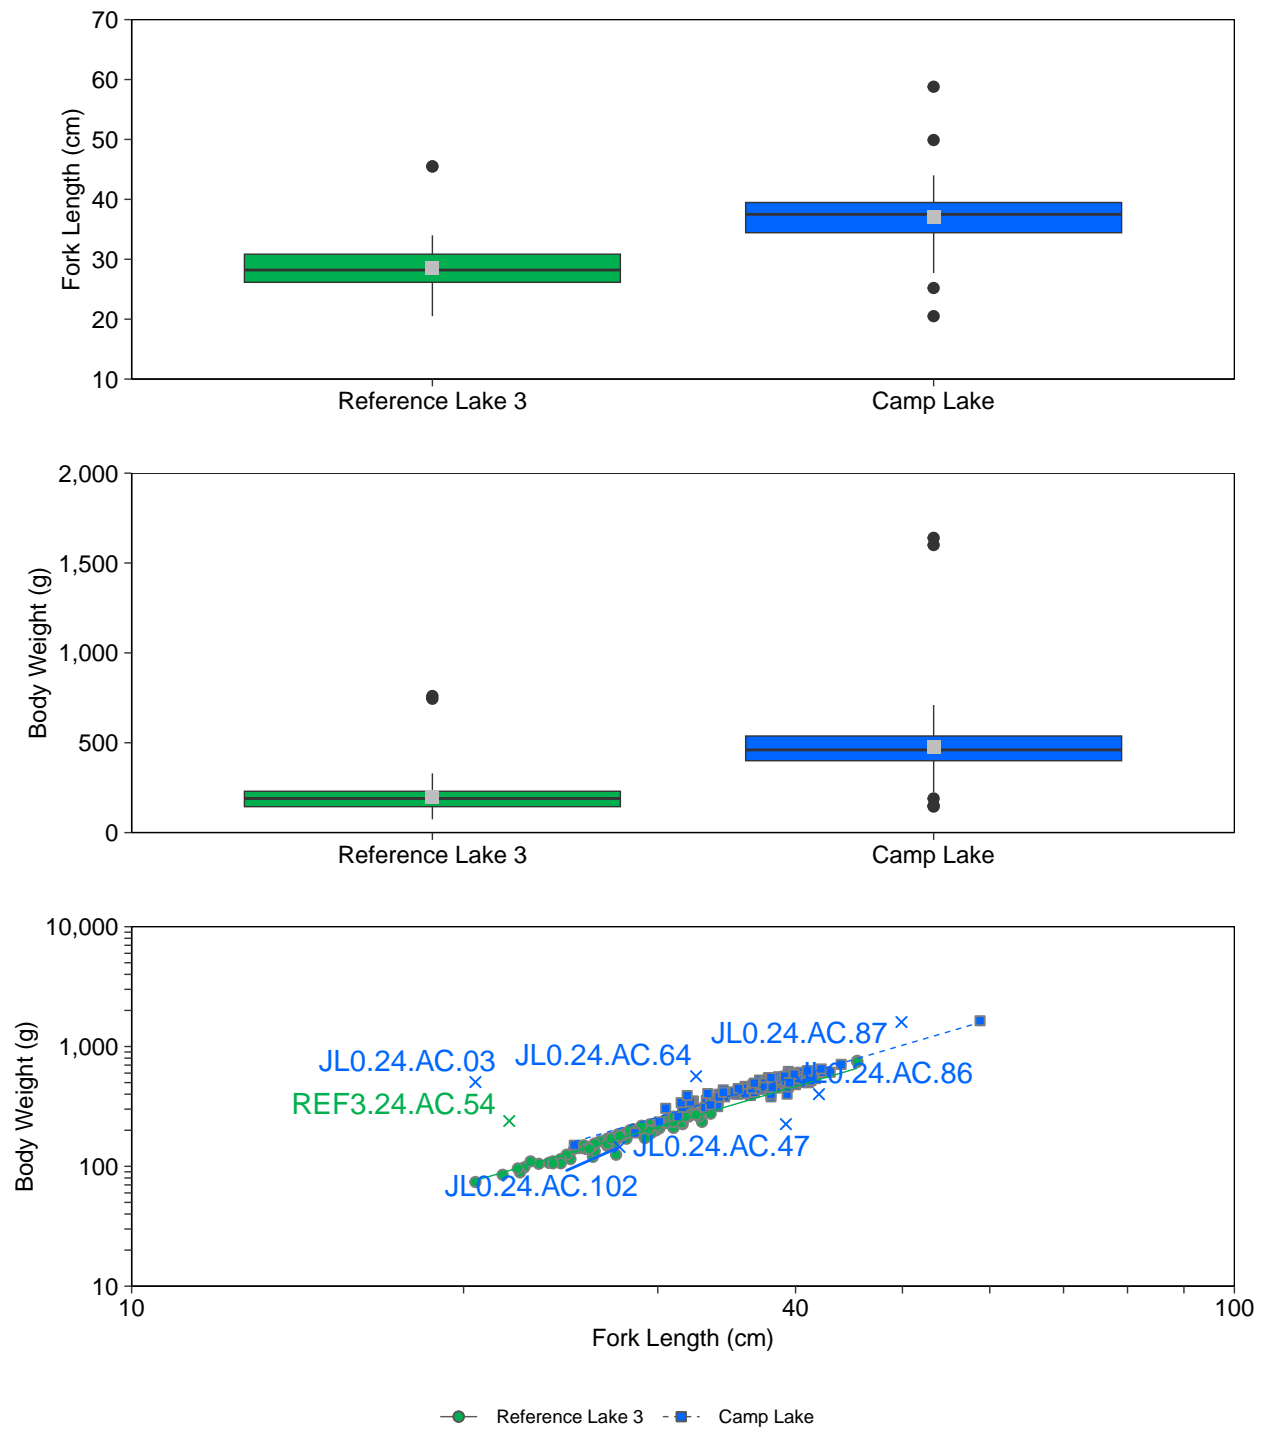 70
60
50
40
30
20
10
Fork Length (cm)
Reference Lake 3 Camp Lake
2,000
1,500
1,000
500
0
Body Weight (g)
Reference Lake 3 Camp Lake
10,000
1,000
100
10
Body Weight (g)
JL0.24.AC.87
JL0.24.AC.64
JL0.24.AC.03
JL0.24.AC.86
REF3.24.AC.54
JL0.24.AC.47
JL0.24.AC.102
10 40 100
Fork Length (cm)
Reference Lake 3 Camp Lake